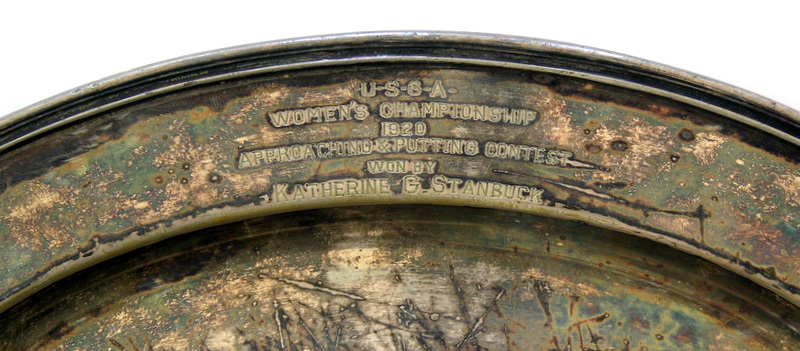 U·S·G·A·
WOMEN'S CHAMPIONSHIP
1920
APPROACHING & PUTTING CONTEST
WON BY
KATHERINE G. STANBUCK